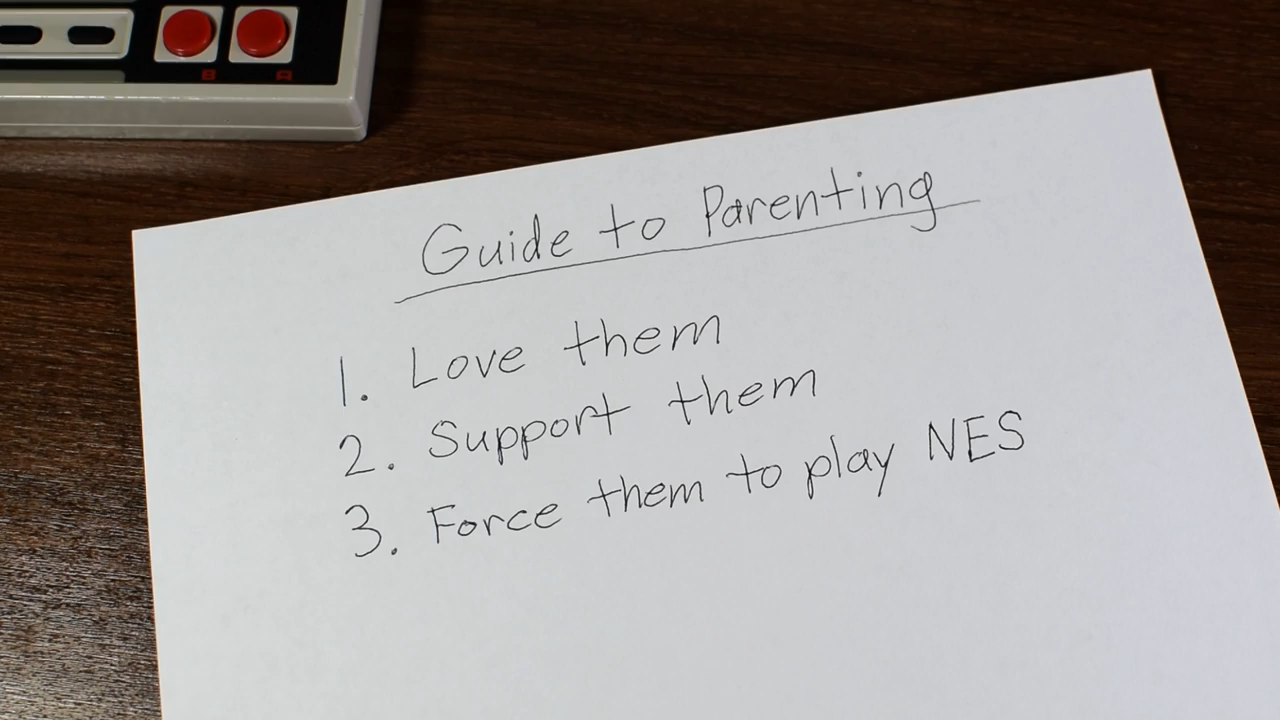 B A
Guide to Parenting
1. Love them
2. Support them
3. Force them to play NES